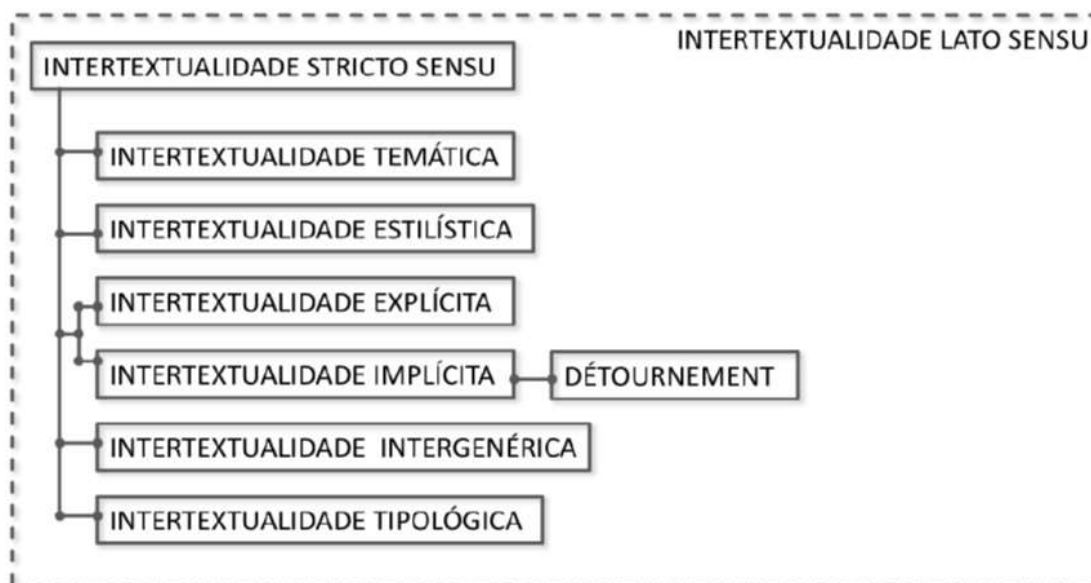 INTERTEXTUALIDADE LATO SENSU
INTERTEXTUALIDADE STRICTO SENSU
INTERTEXTUALIDADE TEMÁTICA
INTERTEXTUALIDADE ESTILÍSTICA
INTERTEXTUALIDADE EXPLÍCITA
INTERTEXTUALIDADE IMPLÍCITA
DÉTOURNEMENT
INTERTEXTUALIDADE INTERGENÉRICA
INTERTEXTUALIDADE TIPOLÓGICA